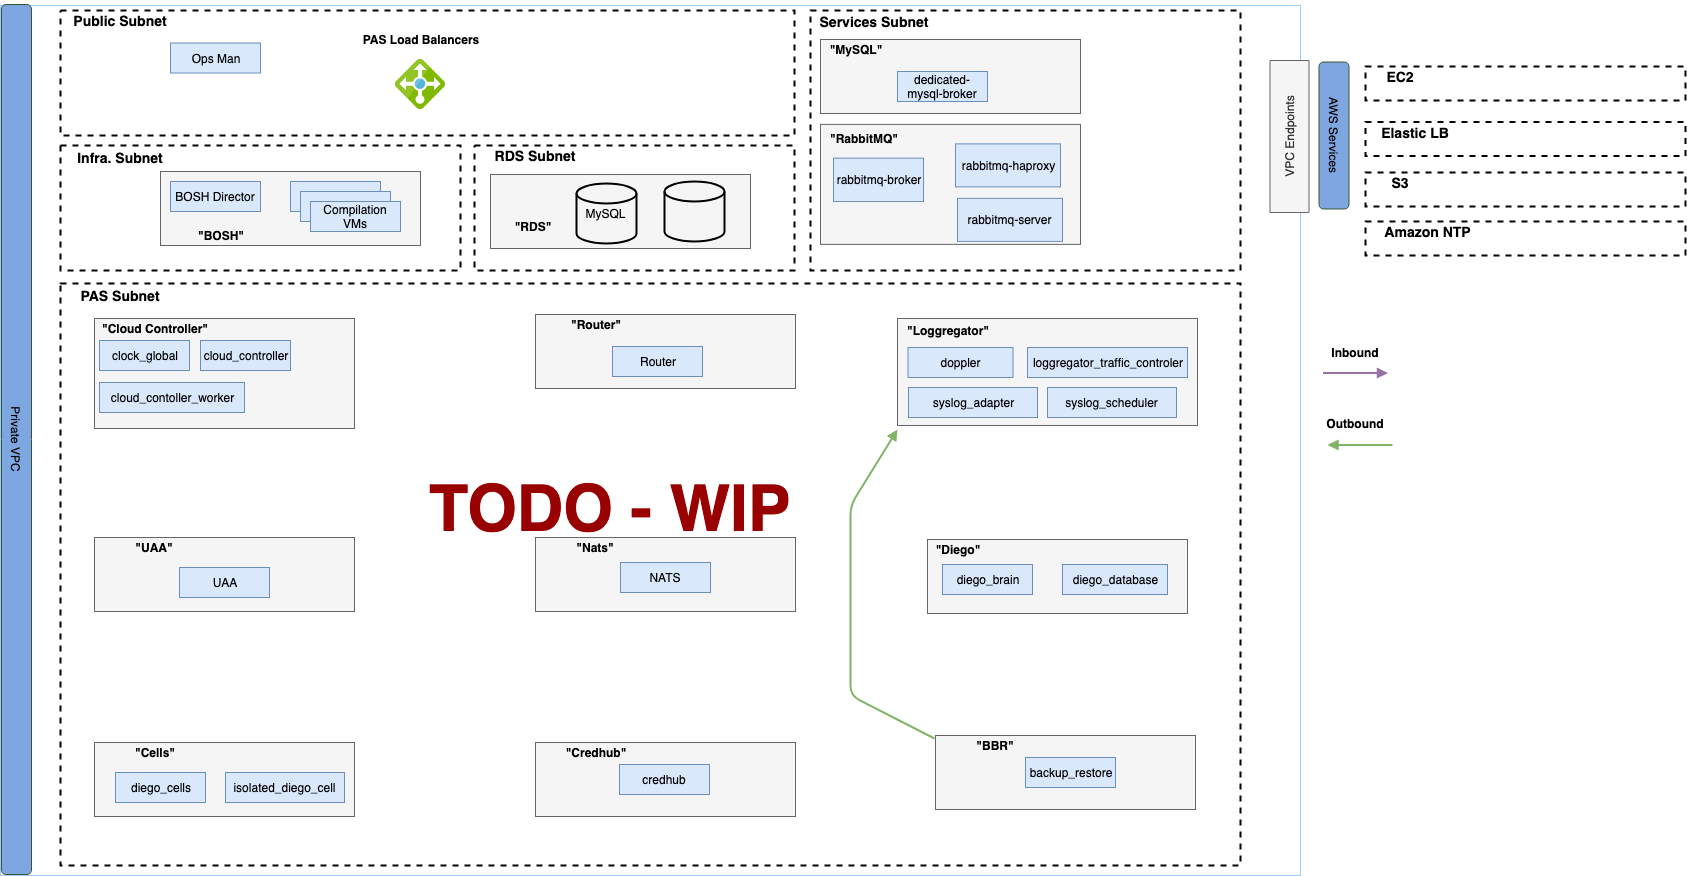 Private VPC
Public Subnet
Ops Man
PAS Load Balancers
Services Subnet
"MySQL"
dedicated-
mysql-broker
"RabbitMQ"
rabbitmq-broker
rabbitmq-haproxy
rabbitmq-server
Infra. Subnet
BOSH Director
Compilation
VMs
"BOSH"
RDS Subnet
"RDS"
MySQL
VPC Endpoints
AWS Services
EC2
Elastic LB
S3
Amazon NTP
PAS Subnet
"Cloud Controller"
clock_global
cloud_controller
cloud_contoller_worker
"Router"
Router
"Loggregator"
doppler
loggregator_traffic_controler
syslog_adapter
syslog_scheduler
Inbound
Outbound
TODO - WIP
"UAA"
UAA
"Nats"
NATS
"Diego"
diego_brain
diego_database
"Cells"
diego_cells
isolated_diego_cell
"Credhub"
credhub
"BBR"
backup_restore